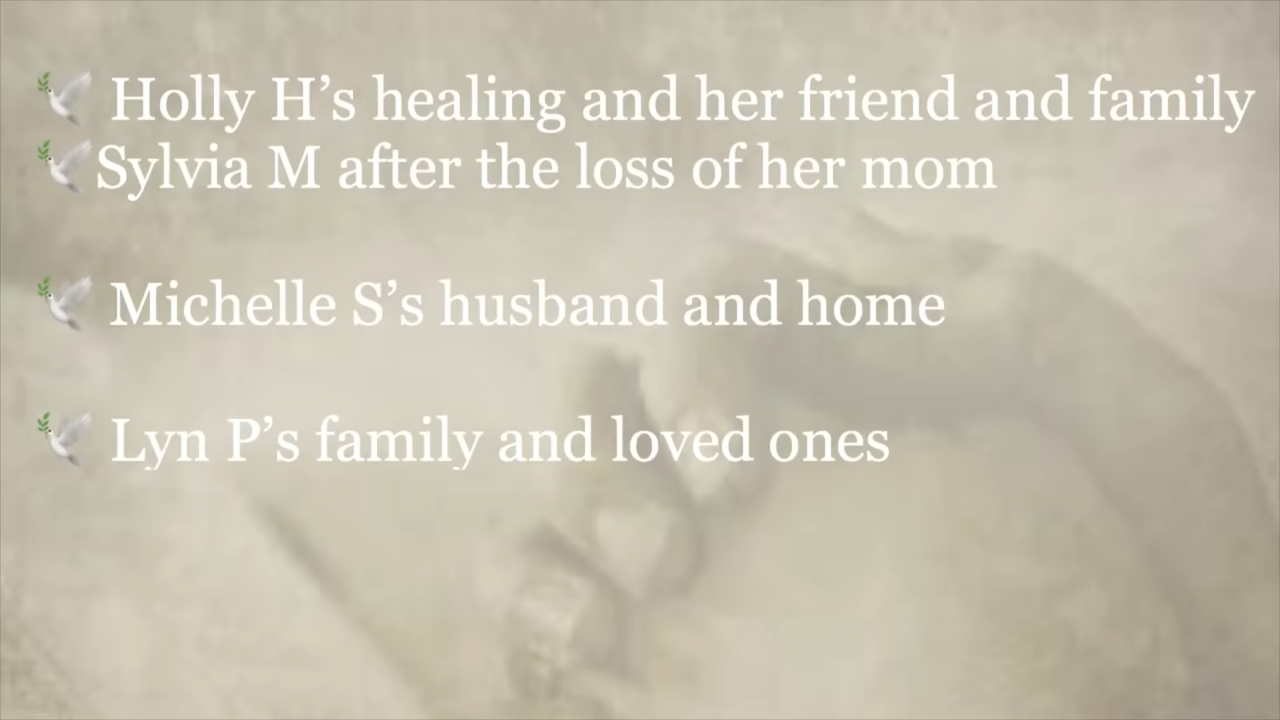 🕊 Holly H’s healing and her friend and family
🕊 Sylvia M after the loss of her mom
🕊 Michelle S’s husband and home
🕊 Lyn P’s family and loved ones